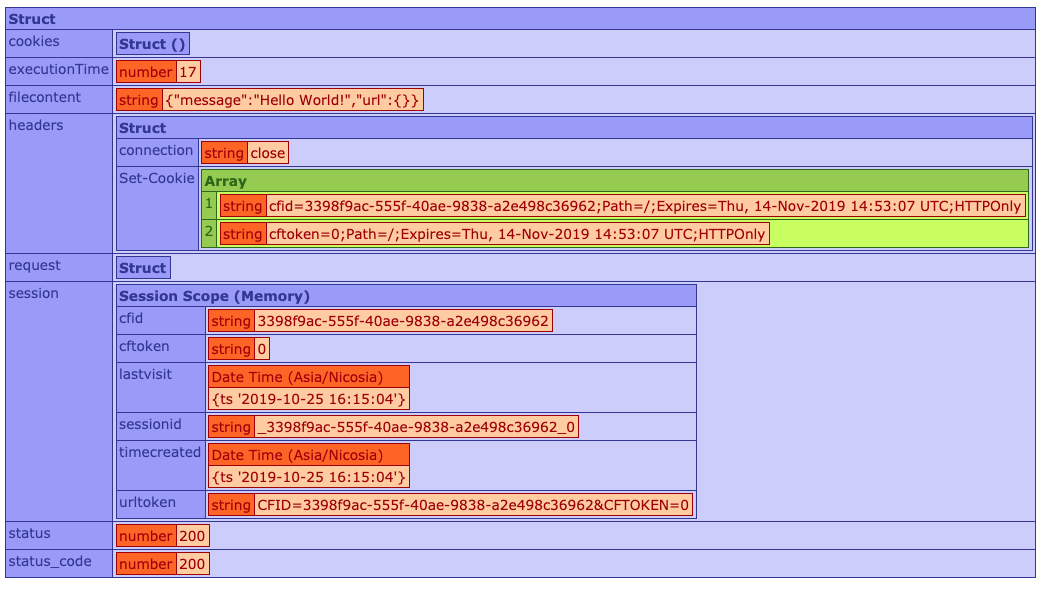 Struct
cookies Struct ()
executionTime number 17
filecontent string {"message":"Hello World!","url":{}}
headers Struct
connection string close
Set-Cookie Array
1 string cfid=3398f9ac-555f-40ae-9838-a2e498c36962;Path=/;Expires=Thu, 14-Nov-2019 14:53:07 UTC;HTTPOnly
2 string cftoken=0;Path=/;Expires=Thu, 14-Nov-2019 14:53:07 UTC;HTTPOnly
request Struct
session Session Scope (Memory)
cfid string 3398f9ac-555f-40ae-9838-a2e498c36962
cftoken string 0
lastvisit Date Time (Asia/Nicosia)
{ts '2019-10-25 16:15:04'}
sessionid string _3398f9ac-555f-40ae-9838-a2e498c36962_0
timecreated Date Time (Asia/Nicosia)
{ts '2019-10-25 16:15:04'}
urltoken string CFID=3398f9ac-555f-40ae-9838-a2e498c36962&CFTOKEN=0
status number 200
status_code number 200